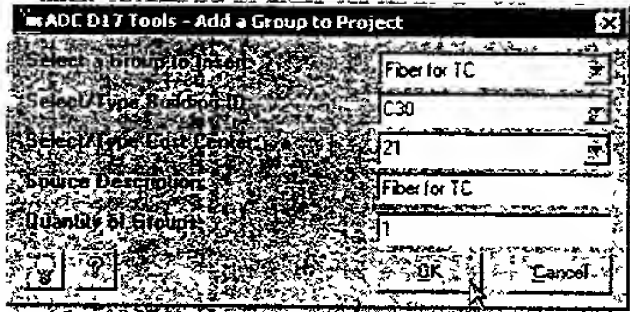 ADC D17 Tools - Add a Group to Project
Select a Group to Insert: Fiber for TC
Select/Type Building ID: C30
Select/Type Cost Center: 21
Source Description: Fiber for TC
Quantity of Groups: 1
? OK Cancel